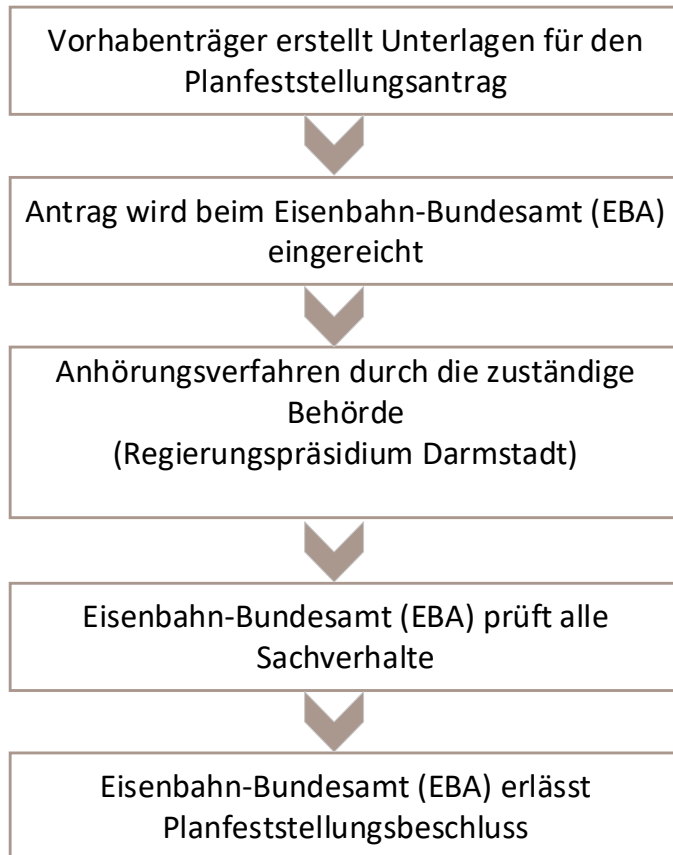 Vorhabenträger erstellt Unterlagen für den
Planfeststellungsantrag
Antrag wird beim Eisenbahn-Bundesamt (EBA)
eingereicht
Anhörungsverfahren durch die zuständige
Behörde
(Regierungspräsidium Darmstadt)
Eisenbahn-Bundesamt (EBA) prüft alle
Sachverhalte
Eisenbahn-Bundesamt (EBA) erlässt
Planfeststellungsbeschluss